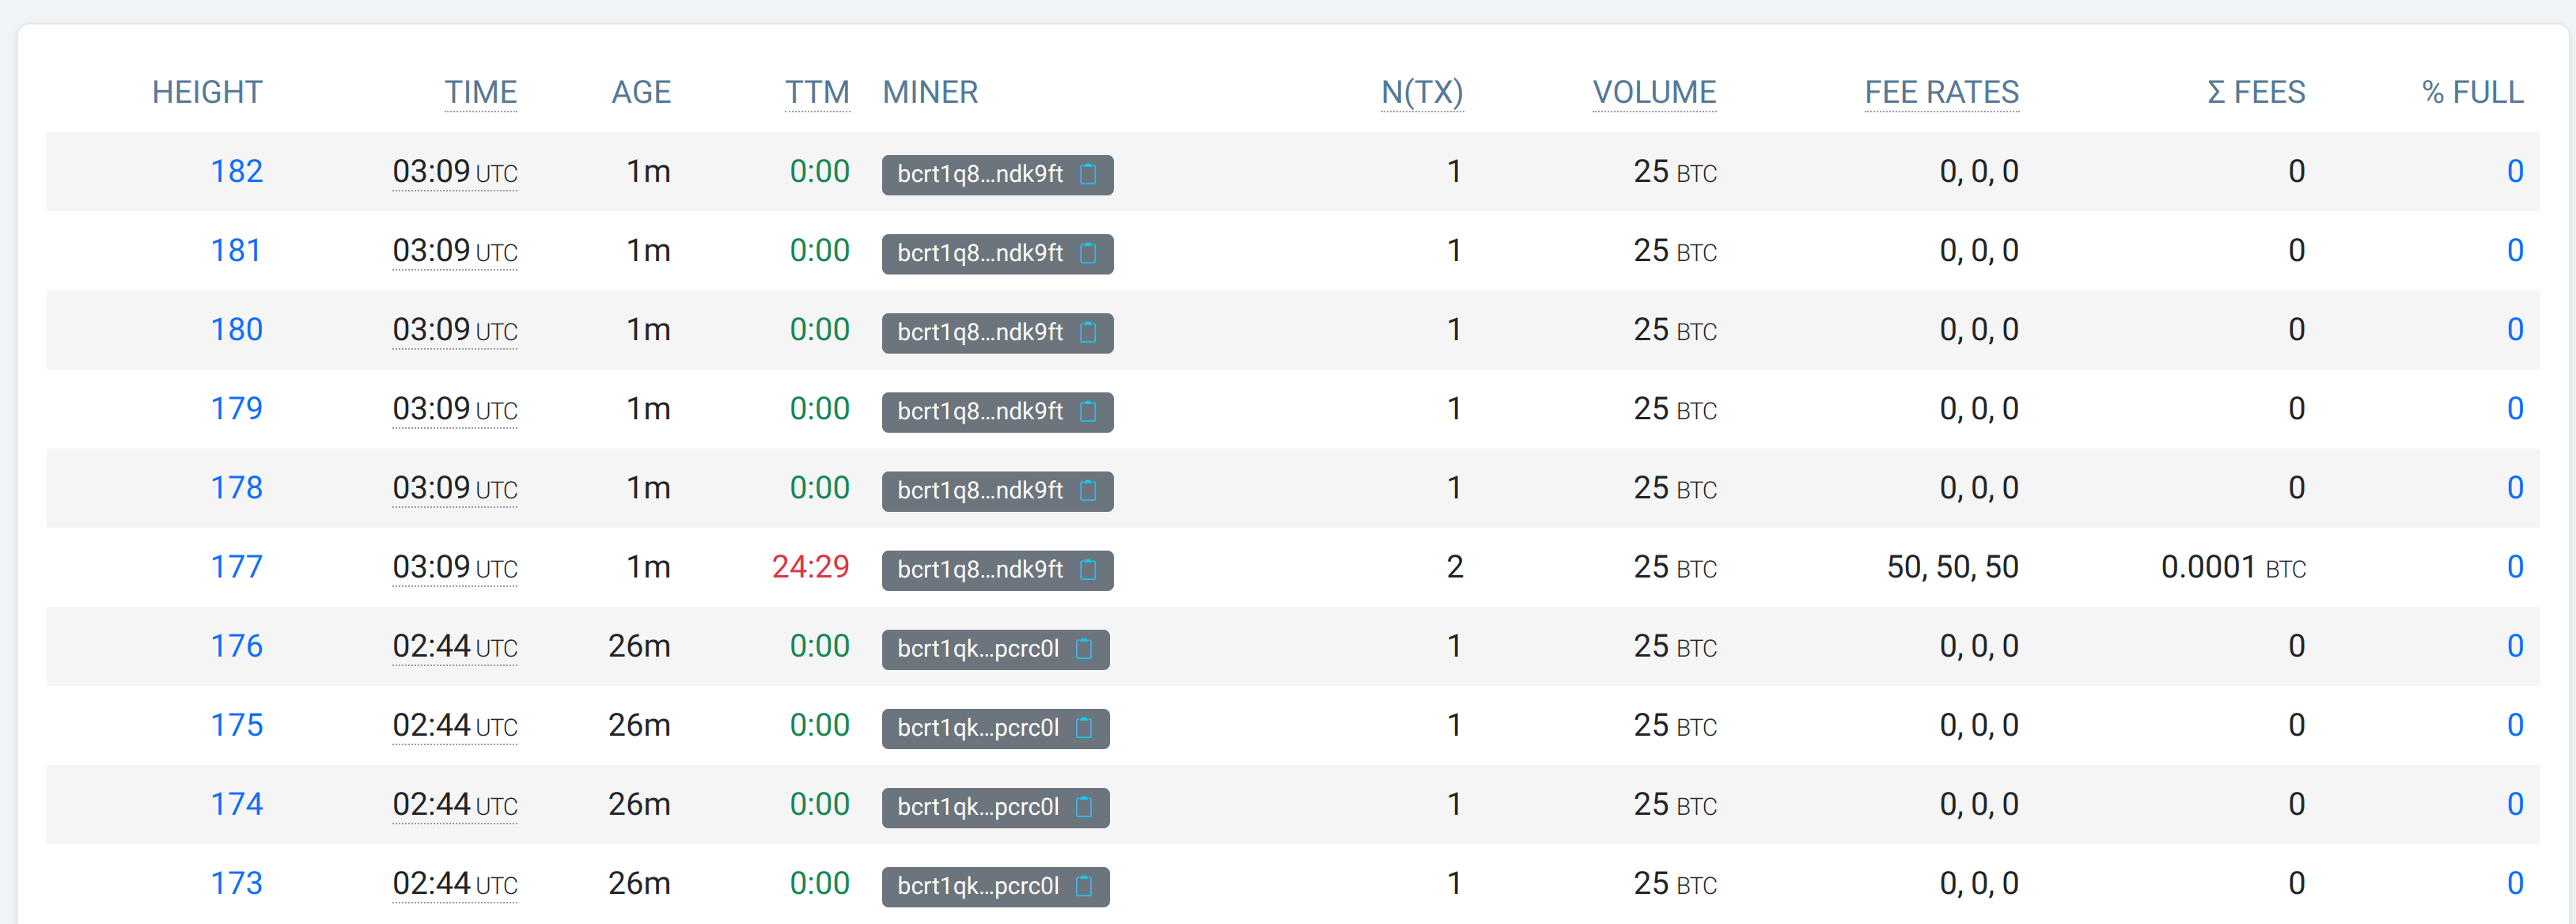 HEIGHT TIME AGE TTM MINER N(TX) VOLUME FEE RATES Σ FEES % FULL
182 03:09 UTC 1m 0:00 bcrt1q8…ndk9ft 1 25 BTC 0, 0, 0 0 0
181 03:09 UTC 1m 0:00 bcrt1q8…ndk9ft 1 25 BTC 0, 0, 0 0 0
180 03:09 UTC 1m 0:00 bcrt1q8…ndk9ft 1 25 BTC 0, 0, 0 0 0
179 03:09 UTC 1m 0:00 bcrt1q8…ndk9ft 1 25 BTC 0, 0, 0 0 0
178 03:09 UTC 1m 0:00 bcrt1q8…ndk9ft 1 25 BTC 0, 0, 0 0 0
177 03:09 UTC 1m 24:29 bcrt1q8…ndk9ft 2 25 BTC 50, 50, 50 0.0001 BTC 0
176 02:44 UTC 26m 0:00 bcrt1qk…pcrc0l 1 25 BTC 0, 0, 0 0 0
175 02:44 UTC 26m 0:00 bcrt1qk…pcrc0l 1 25 BTC 0, 0, 0 0 0
174 02:44 UTC 26m 0:00 bcrt1qk…pcrc0l 1 25 BTC 0, 0, 0 0 0
173 02:44 UTC 26m 0:00 bcrt1qk…pcrc0l 1 25 BTC 0, 0, 0 0 0